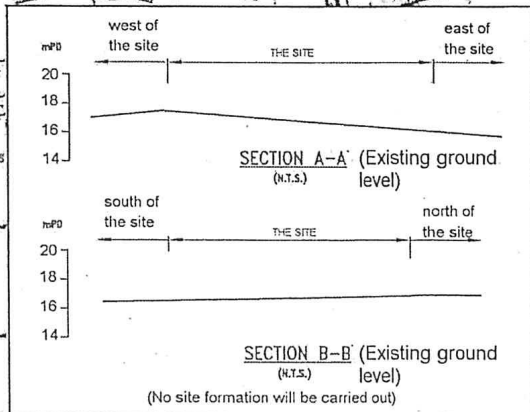 west of the site
THE SITE
east of the site
mPD
20
18
16
14
SECTION A-A' (Existing ground level)
(N.T.S.)
south of the site
THE SITE
north of the site
mPD
20
18
16
14
SECTION B-B' (Existing ground level)
(N.T.S.)
(No site formation will be carried out)